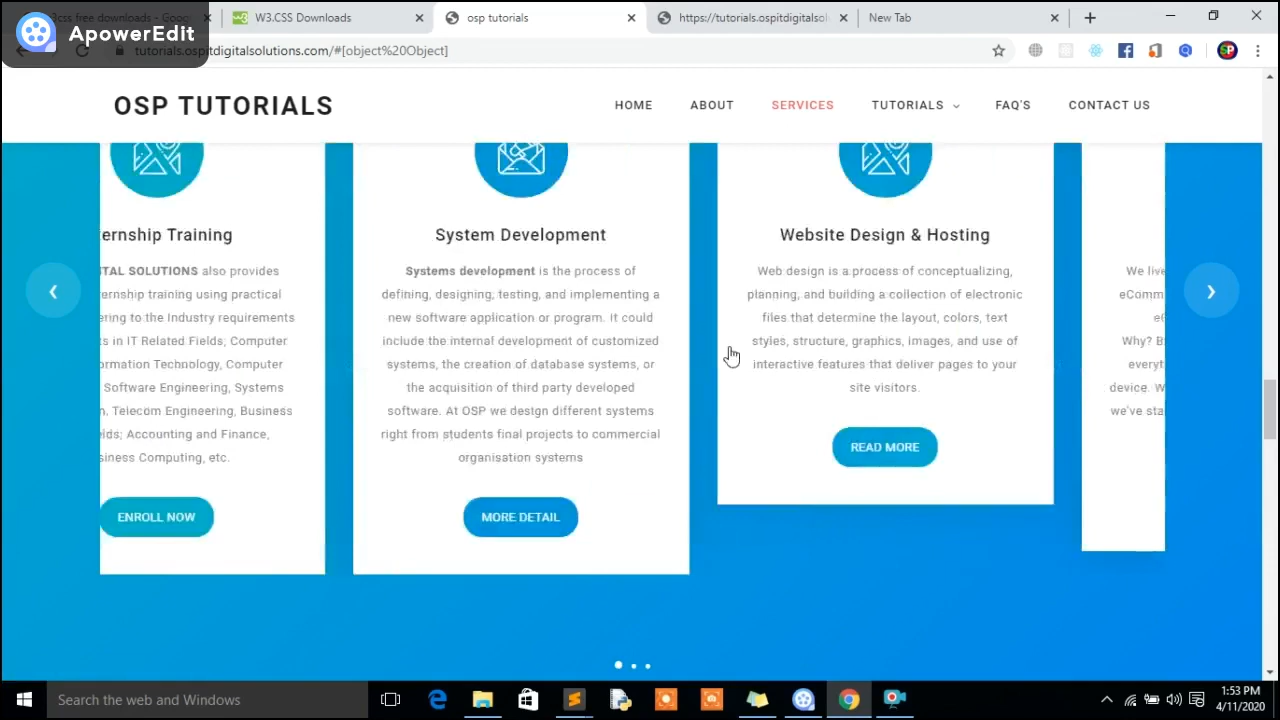 3css free downloads - Goo
W3.CSS Downloads
osp tutorials
https://tutorials.ospitdigitalsol
New Tab
ApowerEdit
tutorials.ospitdigitalsolutions.com/#[object%20Object]
OSP TUTORIALS
HOME
ABOUT
SERVICES
TUTORIALS
FAQ'S
CONTACT US
ernship Training
TAL SOLUTIONS also provides
ernship training using practical
ering to the Industry requirements
s in IT Related Fields; Computer
ormation Technology, Computer
Software Engineering, Systems
n, Telecom Engineering, Business
elds; Accounting and Finance,
siness Computing, etc.
ENROLL NOW
System Development
Systems development is the process of
defining, designing, testing, and implementing a
new software application or program. It could
include the internal development of customized
systems, the creation of database systems, or
the acquisition of third party developed
software. At OSP we design different systems
right from students final projects to commercial
organisation systems
MORE DETAIL
Website Design & Hosting
Web design is a process of conceptualizing,
planning, and building a collection of electronic
files that determine the layout, colors, text
styles, structure, graphics, images, and use of
interactive features that deliver pages to your
site visitors.
READ MORE
We live
eComm
e
Why? B
everyt
device. W
we've sta
Search the web and Windows
1:53 PM
4/11/2020